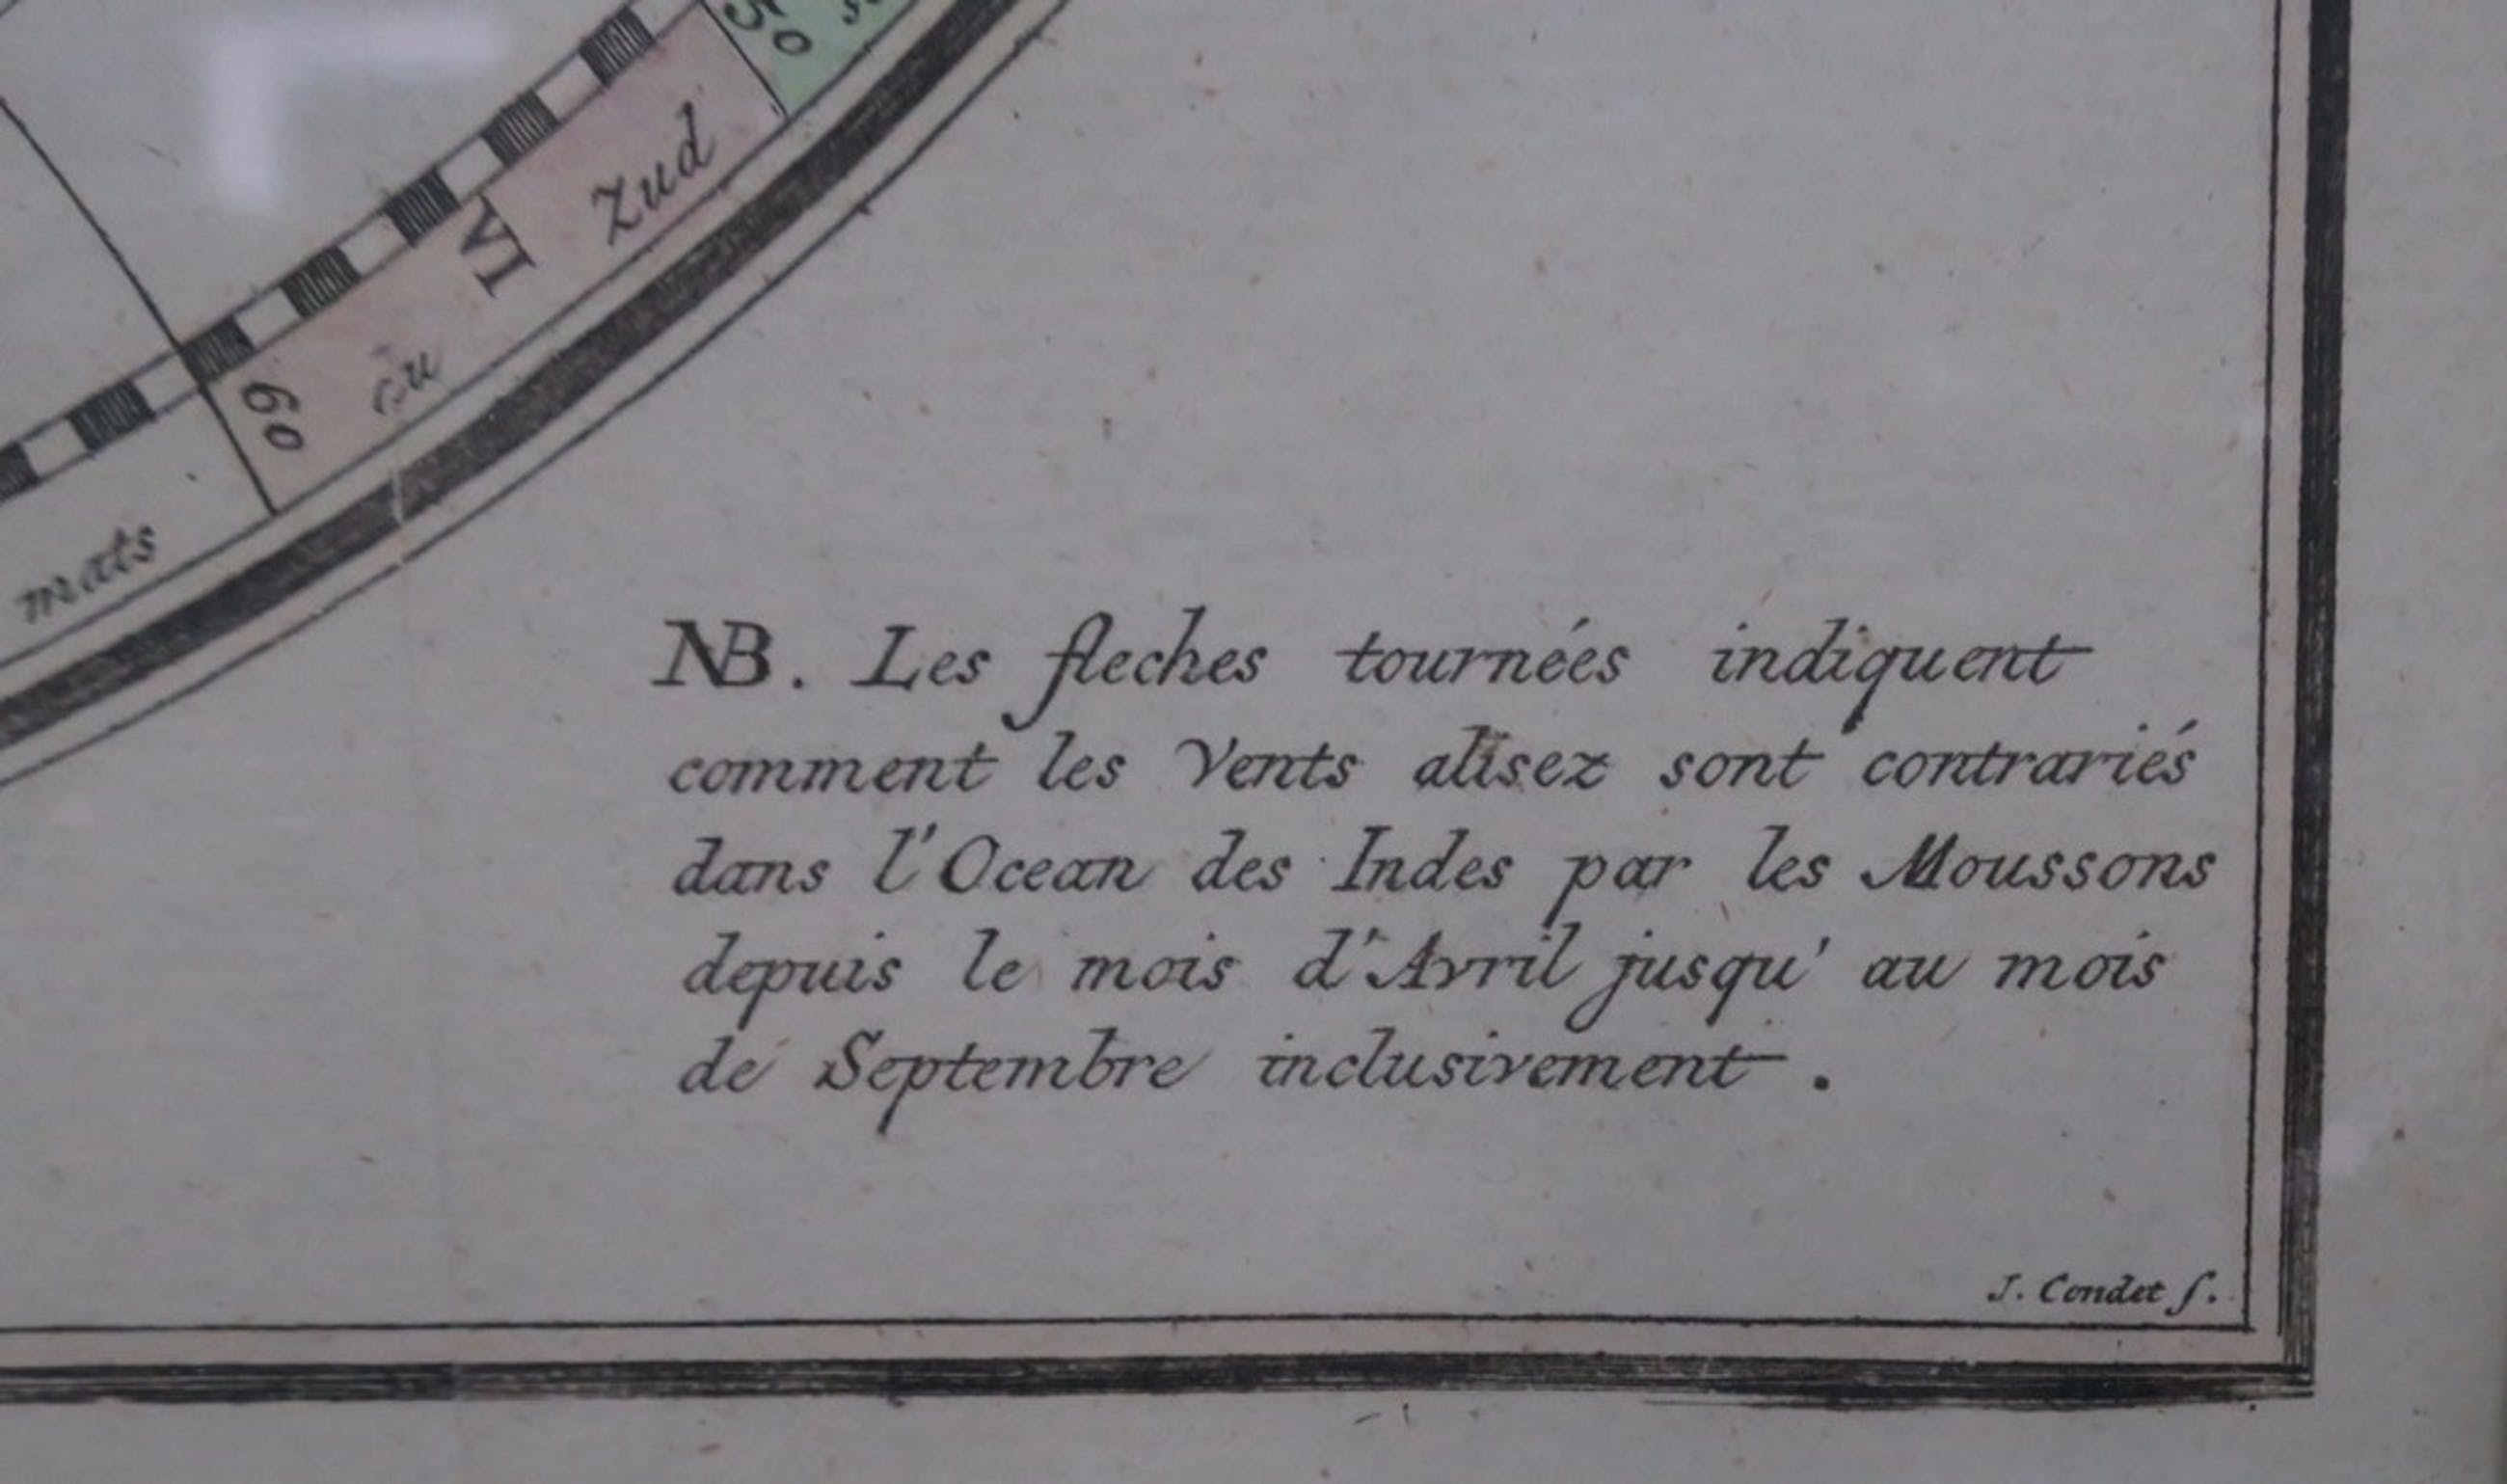 50
Zud
VI
su
60
mats
NB. Les fleches tournées indiquent
comment les Vents alisez sont contrariés
dans l'Ocean des Indes par les Moussons
depuis le mois d'Avril jusqu' au mois
de Septembre inclusivement.
J. Condet ſ.